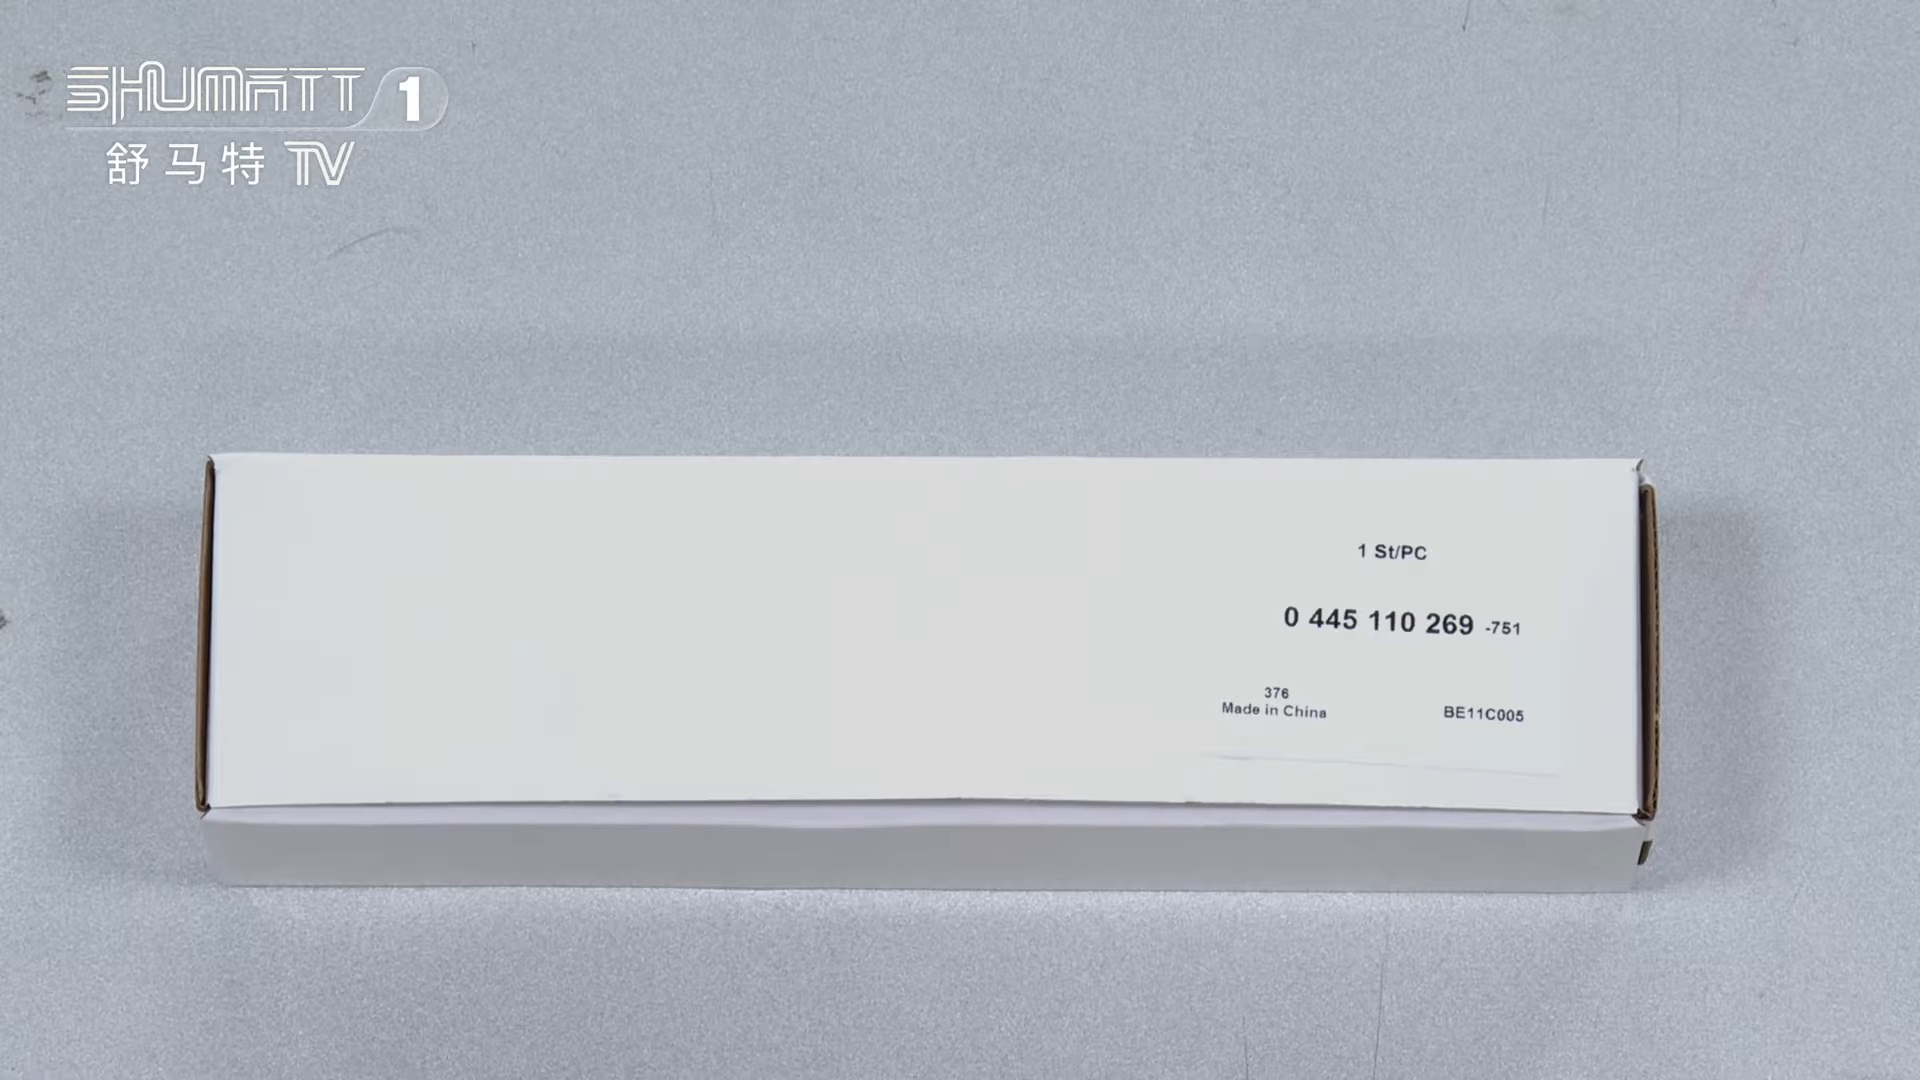 SHUMATT 1
舒马特 TV
1 St/PC
0 445 110 269 -751
376
Made in China
BE11C005